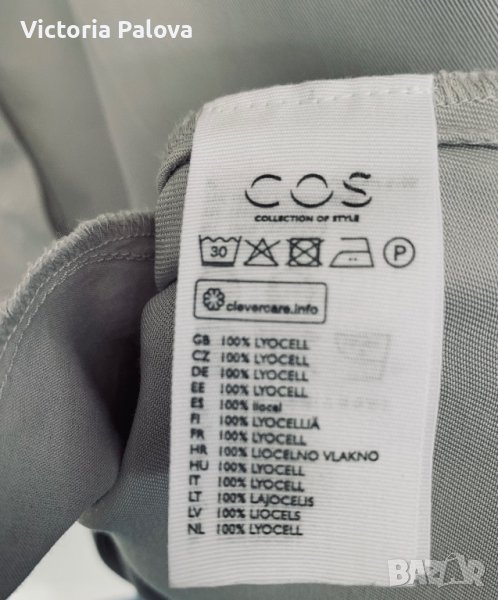 Victoria Palova
COS
COLLECTION OF STYLE
30 P
clevercare.info
GB 100% LYOCELL
CZ 100% LYOCELL
DE 100% LYOCELL
EE 100% LYOCELL
ES 100% liocel
FI 100% LYOCELLIÄ
FR 100% LYOCELL
HR 100% LIOCELNO VLAKNO
HU 100% LYOCELL
IT 100% LYOCELL
LT 100% LAJOCELIS
LV 100% LIOCELS
NL 100% LYOCELL
BAZAR